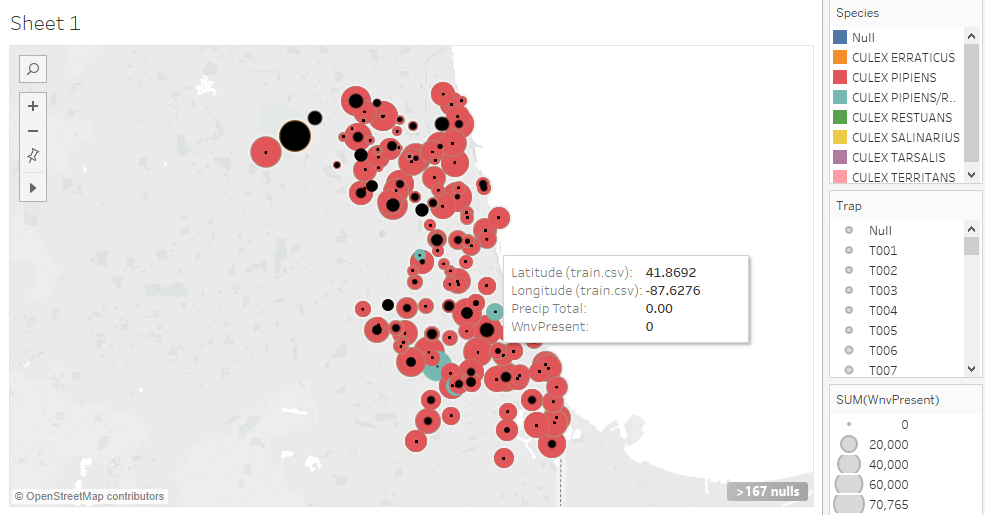 Sheet 1
Latitude (train.csv): 41.8692
Longitude (train.csv): -87.6276
Precip Total: 0.00
WnvPresent: 0
© OpenStreetMap contributors
>167 nulls
Species
Null
CULEX ERRATICUS
CULEX PIPIENS
CULEX PIPIENS/R..
CULEX RESTUANS
CULEX SALINARIUS
CULEX TARSALIS
CULEX TERRITANS
Trap
Null
T001
T002
T003
T004
T005
T006
T007
SUM(WnvPresent)
0
20,000
40,000
60,000
70,765